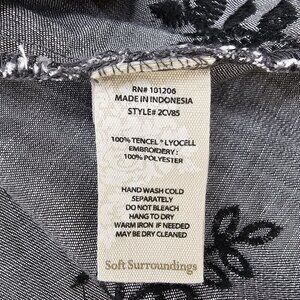 RN# 101206
MADE IN INDONESIA
STYLE# 2CV85
100% TENCEL ® LYOCELL
EMBROIDERY :
100% POLYESTER
HAND WASH COLD
SEPARATELY
DO NOT BLEACH
HANG TO DRY
WARM IRON IF NEEDED
MAY BE DRY CLEANED
Soft Surroundings